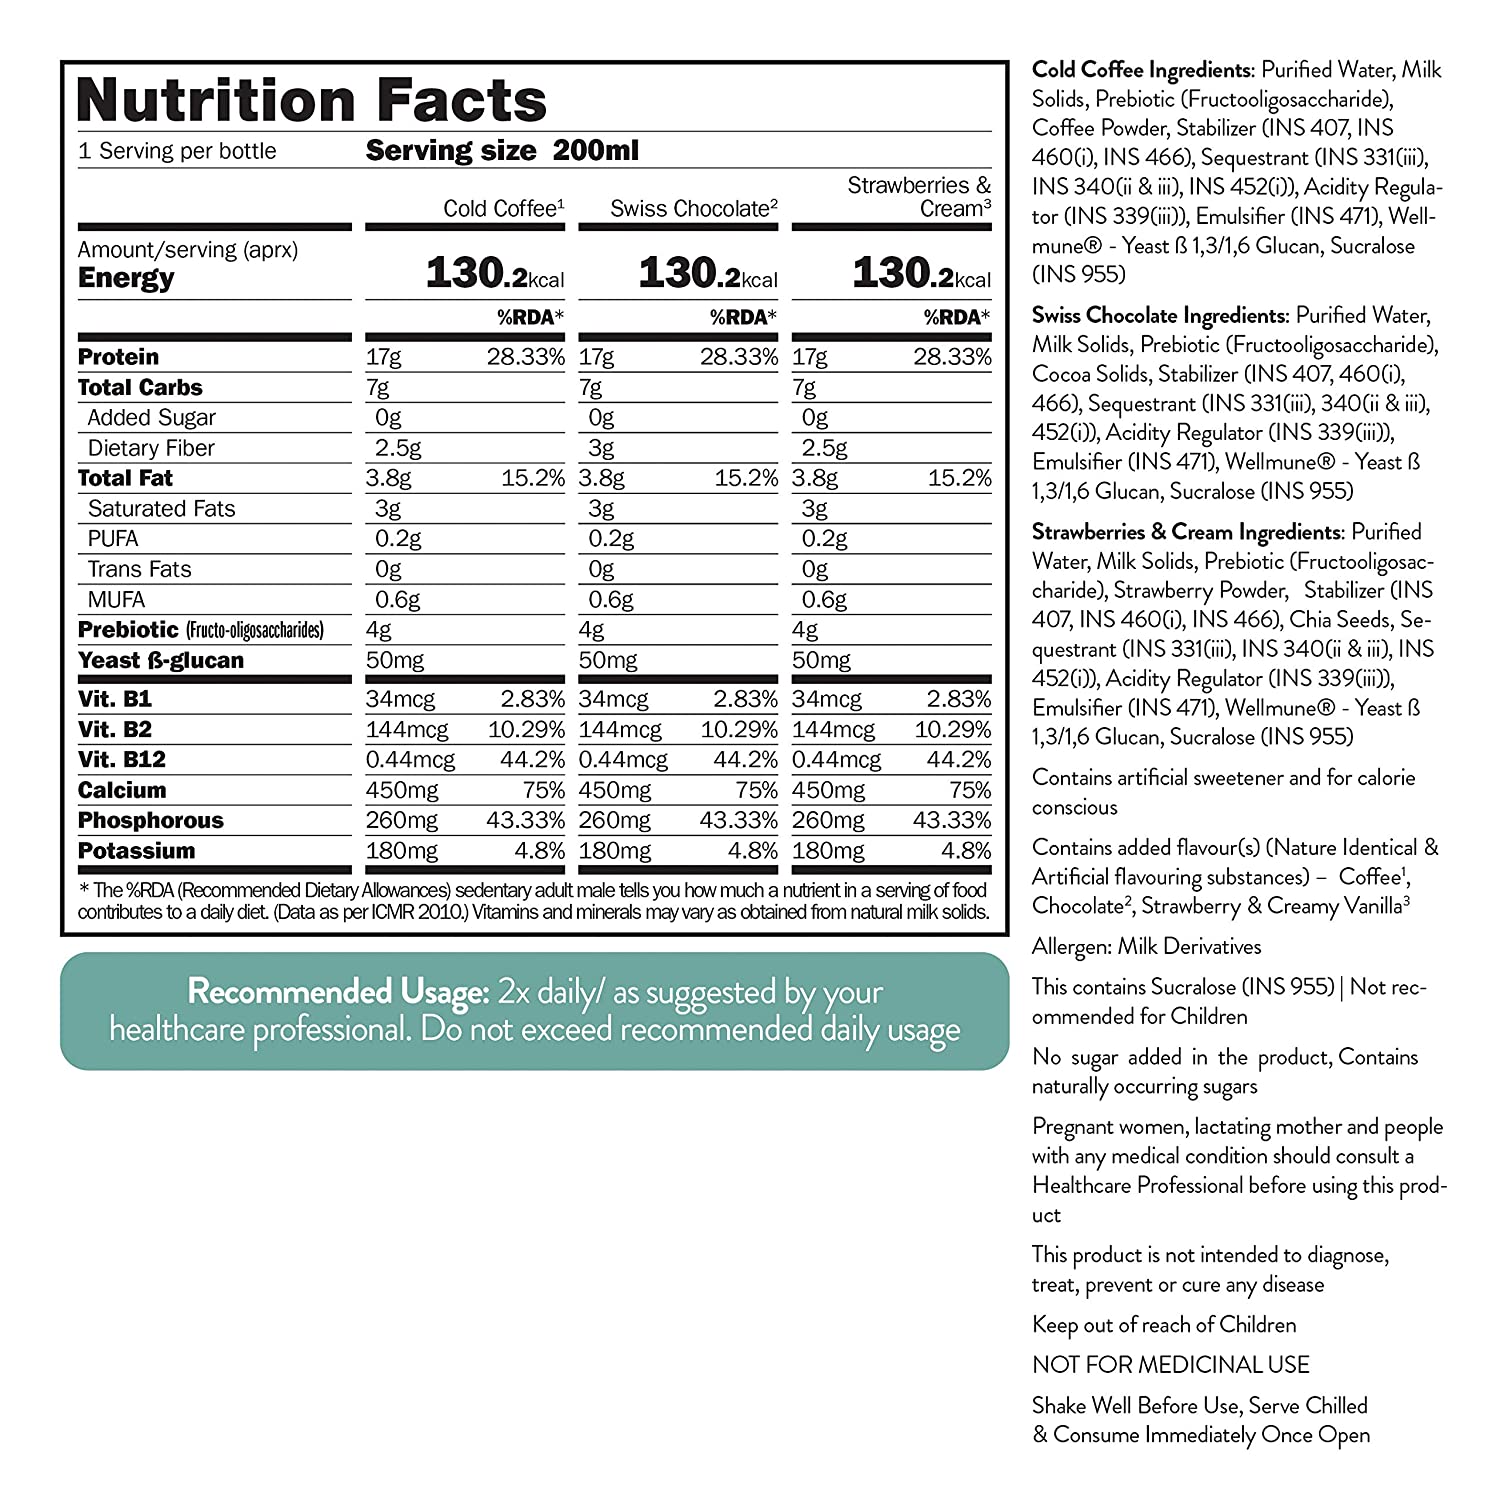 Nutrition Facts
1 Serving per bottle Serving size 200ml
Cold Coffee¹ Swiss Chocolate² Strawberries & Cream³
Amount/serving (aprx)
Energy 130.2kcal 130.2kcal 130.2kcal
%RDA* %RDA* %RDA*
Protein 17g 28.33% 17g 28.33% 17g 28.33%
Total Carbs 7g 7g 7g
Added Sugar 0g 0g 0g
Dietary Fiber 2.5g 3g 2.5g
Total Fat 3.8g 15.2% 3.8g 15.2% 3.8g 15.2%
Saturated Fats 3g 3g 3g
PUFA 0.2g 0.2g 0.2g
Trans Fats 0g 0g 0g
MUFA 0.6g 0.6g 0.6g
Prebiotic (Fructo-oligosaccharides) 4g 4g 4g
Yeast ß-glucan 50mg 50mg 50mg
Vit. B1 34mcg 2.83% 34mcg 2.83% 34mcg 2.83%
Vit. B2 144mcg 10.29% 144mcg 10.29% 144mcg 10.29%
Vit. B12 0.44mcg 44.2% 0.44mcg 44.2% 0.44mcg 44.2%
Calcium 450mg 75% 450mg 75% 450mg 75%
Phosphorous 260mg 43.33% 260mg 43.33% 260mg 43.33%
Potassium 180mg 4.8% 180mg 4.8% 180mg 4.8%
* The %RDA (Recommended Dietary Allowances) sedentary adult male tells you how much a nutrient in a serving of food
contributes to a daily diet. (Data as per ICMR 2010.) Vitamins and minerals may vary as obtained from natural milk solids.
Recommended Usage: 2x daily/ as suggested by your
healthcare professional. Do not exceed recommended daily usage
Cold Coffee Ingredients: Purified Water, Milk
Solids, Prebiotic (Fructooligosaccharide),
Coffee Powder, Stabilizer (INS 407, INS
460(i), INS 466), Sequestrant (INS 331(iii),
INS 340(ii & iii), INS 452(i)), Acidity Regula-
tor (INS 339(iii)), Emulsifier (INS 471), Well-
mune® - Yeast ß 1,3/1,6 Glucan, Sucralose
(INS 955)
Swiss Chocolate Ingredients: Purified Water,
Milk Solids, Prebiotic (Fructooligosaccharide),
Cocoa Solids, Stabilizer (INS 407, 460(i),
466), Sequestrant (INS 331(iii), 340(ii & iii),
452(i)), Acidity Regulator (INS 339(iii)),
Emulsifier (INS 471), Wellmune® - Yeast ß
1,3/1,6 Glucan, Sucralose (INS 955)
Strawberries & Cream Ingredients: Purified
Water, Milk Solids, Prebiotic (Fructooligosac-
charide), Strawberry Powder, Stabilizer (INS
407, INS 460(i), INS 466), Chia Seeds, Se-
questrant (INS 331(iii), INS 340(ii & iii), INS
452(i)), Acidity Regulator (INS 339(iii)),
Emulsifier (INS 471), Wellmune® - Yeast ß
1,3/1,6 Glucan, Sucralose (INS 955)
Contains artificial sweetener and for calorie
conscious
Contains added flavour(s) (Nature Identical &
Artificial flavouring substances) – Coffee¹,
Chocolate², Strawberry & Creamy Vanilla³
Allergen: Milk Derivatives
This contains Sucralose (INS 955) | Not rec-
ommended for Children
No sugar added in the product, Contains
naturally occurring sugars
Pregnant women, lactating mother and people
with any medical condition should consult a
Healthcare Professional before using this prod-
uct
This product is not intended to diagnose,
treat, prevent or cure any disease
Keep out of reach of Children
NOT FOR MEDICINAL USE
Shake Well Before Use, Serve Chilled
& Consume Immediately Once Open